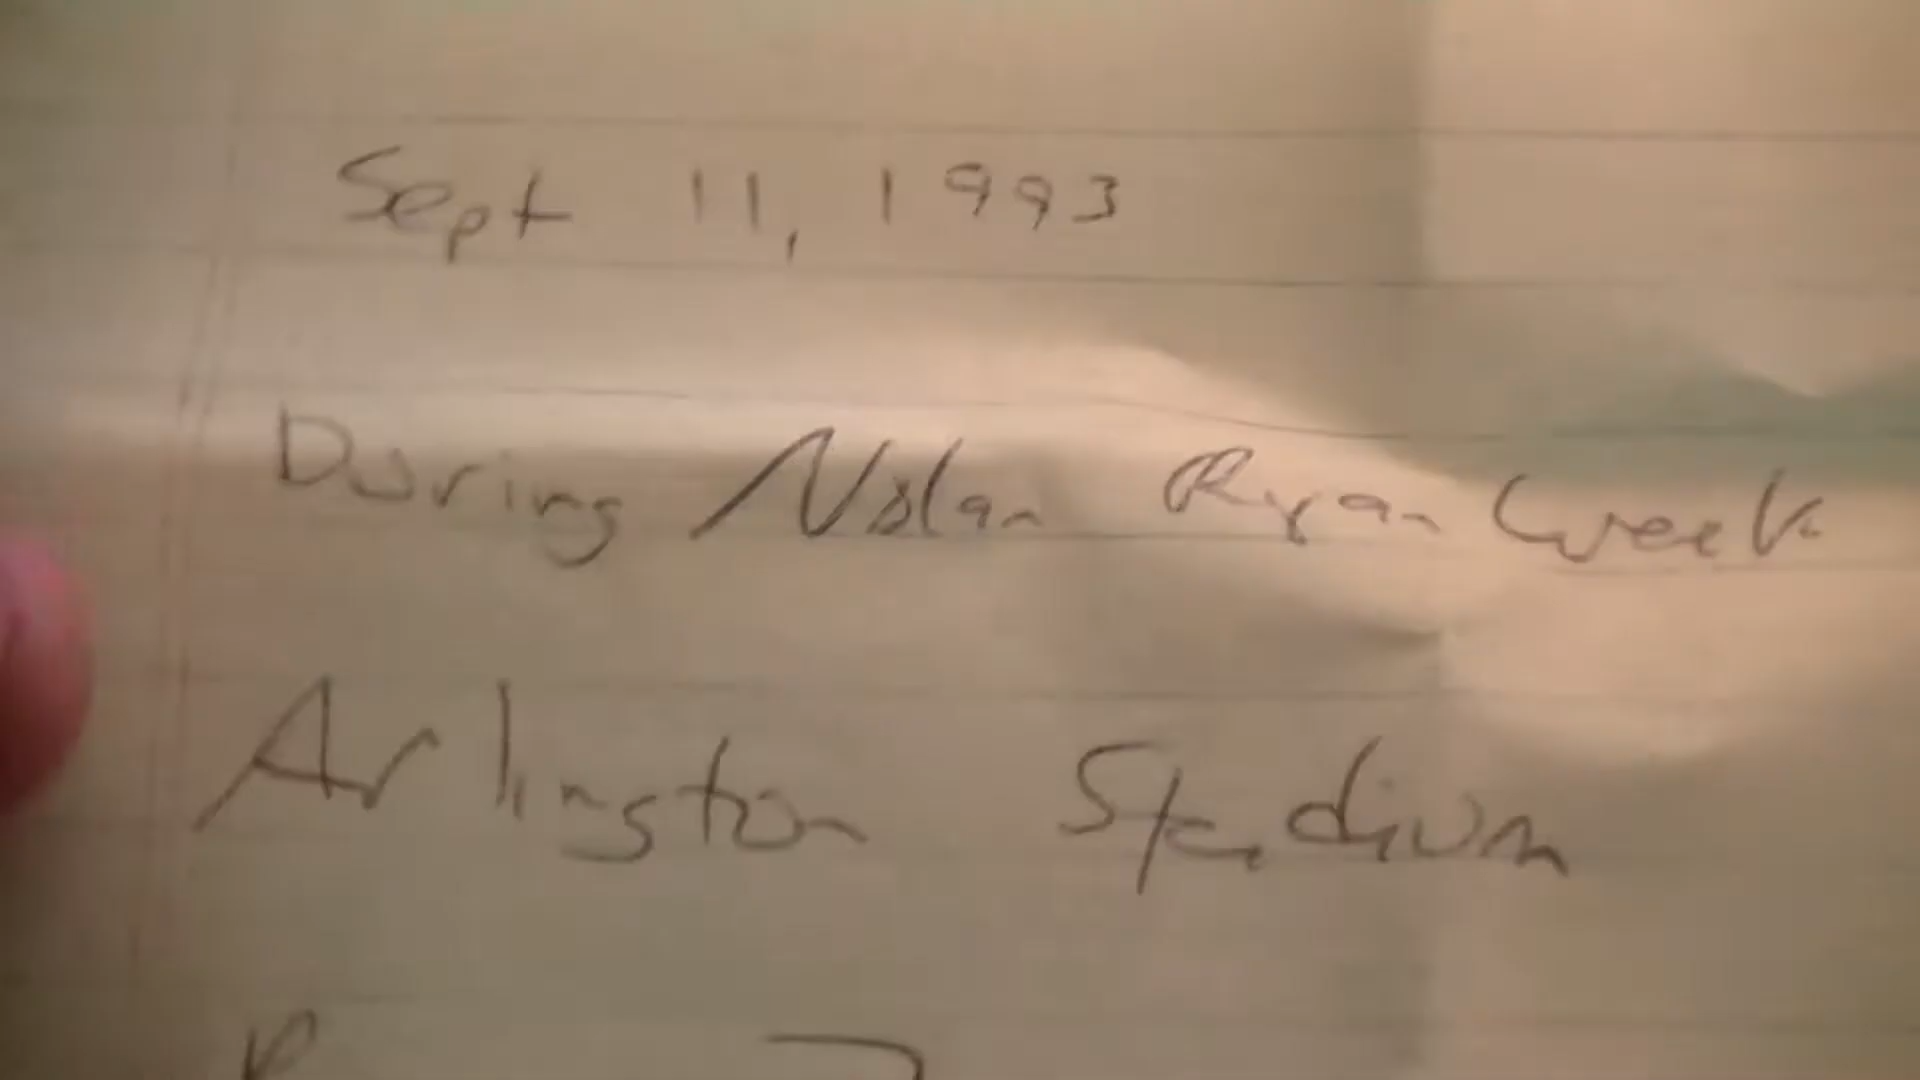 Sept 11, 1993
During Nolan Ryan Week
Arlington Stadium